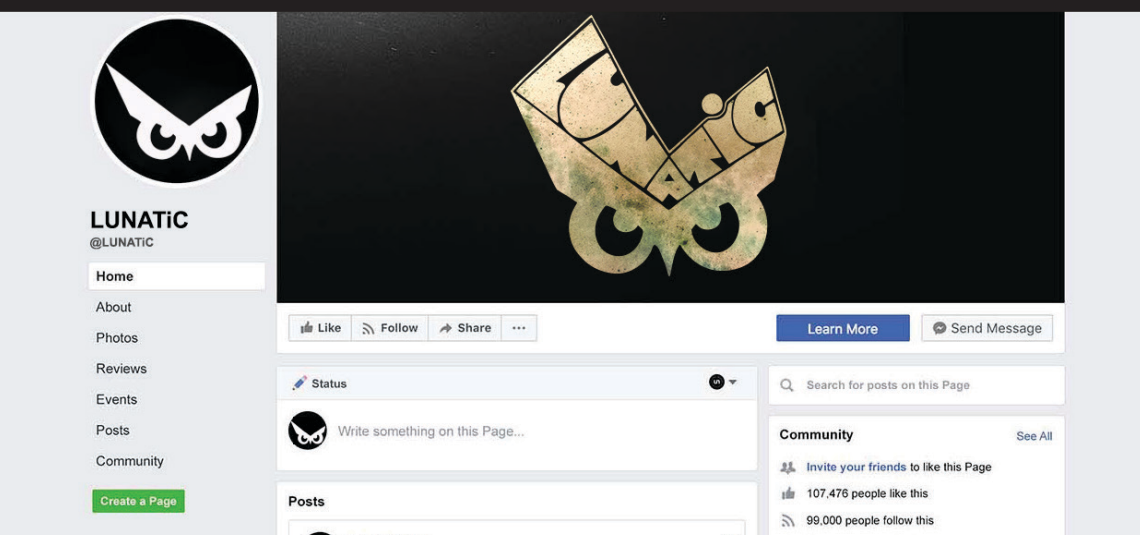 LUNATiC
LUNATiC
@LUNATiC
Home
About
Photos
Reviews
Events
Posts
Community
Create a Page
Like
Follow
Share
Learn More
Send Message
Status
Write something on this Page...
Posts
Search for posts on this Page
Community
See All
Invite your friends to like this Page
107,476 people like this
99,000 people follow this